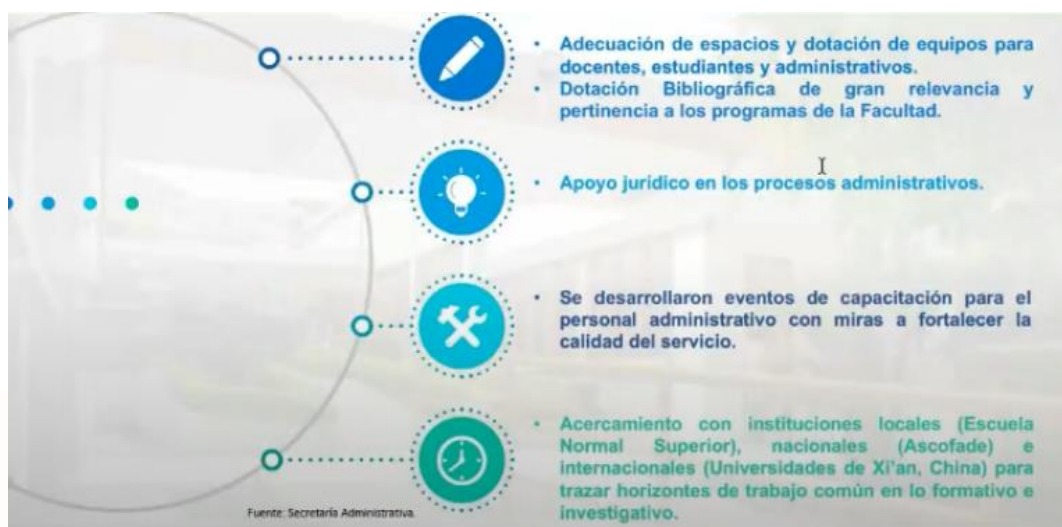 • Adecuación de espacios y dotación de equipos para
docentes, estudiantes y administrativos.
• Dotación Bibliográfica de gran relevancia y
pertinencia a los programas de la Facultad.
• Apoyo jurídico en los procesos administrativos.
• Se desarrollaron eventos de capacitación para el
personal administrativo con miras a fortalecer la
calidad del servicio.
• Acercamiento con instituciones locales (Escuela
Normal Superior), nacionales (Ascofade) e
internacionales (Universidades de Xi'an, China) para
trazar horizontes de trabajo común en lo formativo e
investigativo.
Fuente: Secretaría Administrativa.